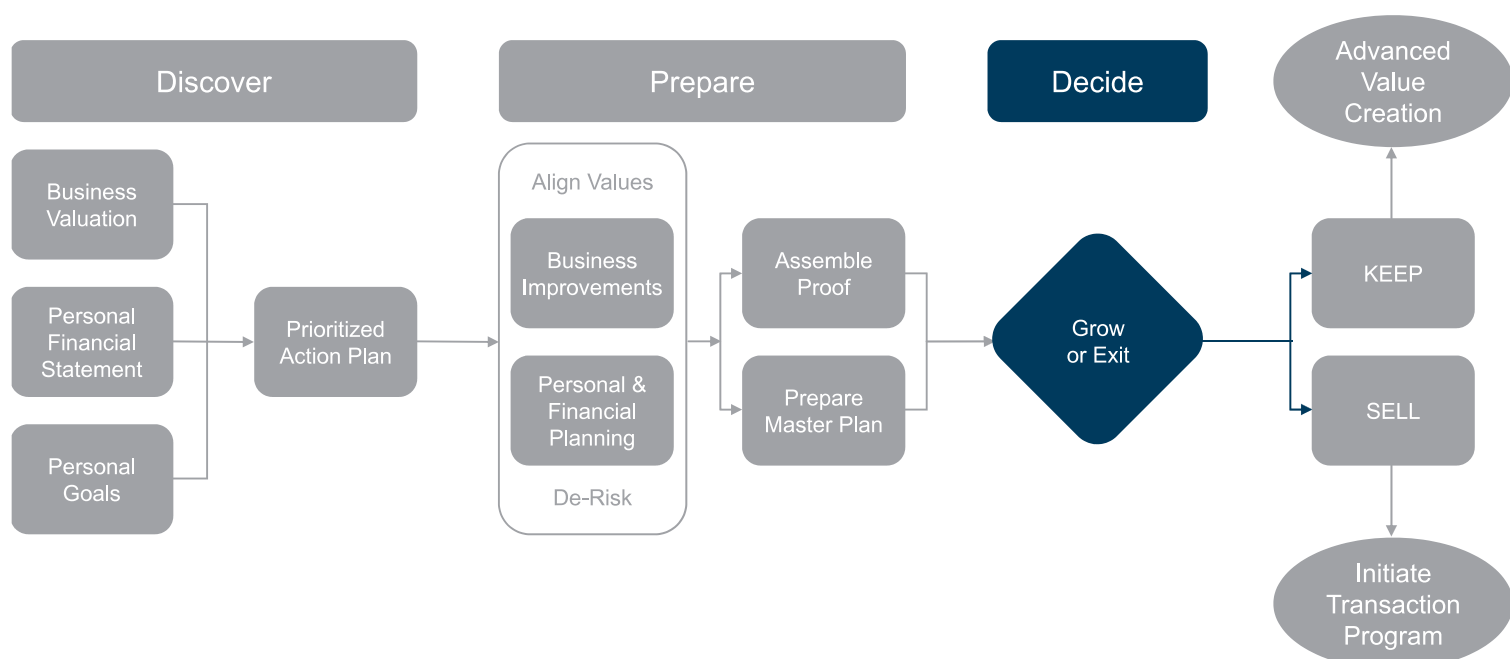 Discover
Prepare
Decide
Advanced
Value
Creation
Business
Valuation
Personal
Financial
Statement
Personal
Goals
Prioritized
Action Plan
Align Values
Business
Improvements
Personal &
Financial
Planning
De-Risk
Assemble
Proof
Prepare
Master Plan
Grow
or Exit
KEEP
SELL
Initiate
Transaction
Program